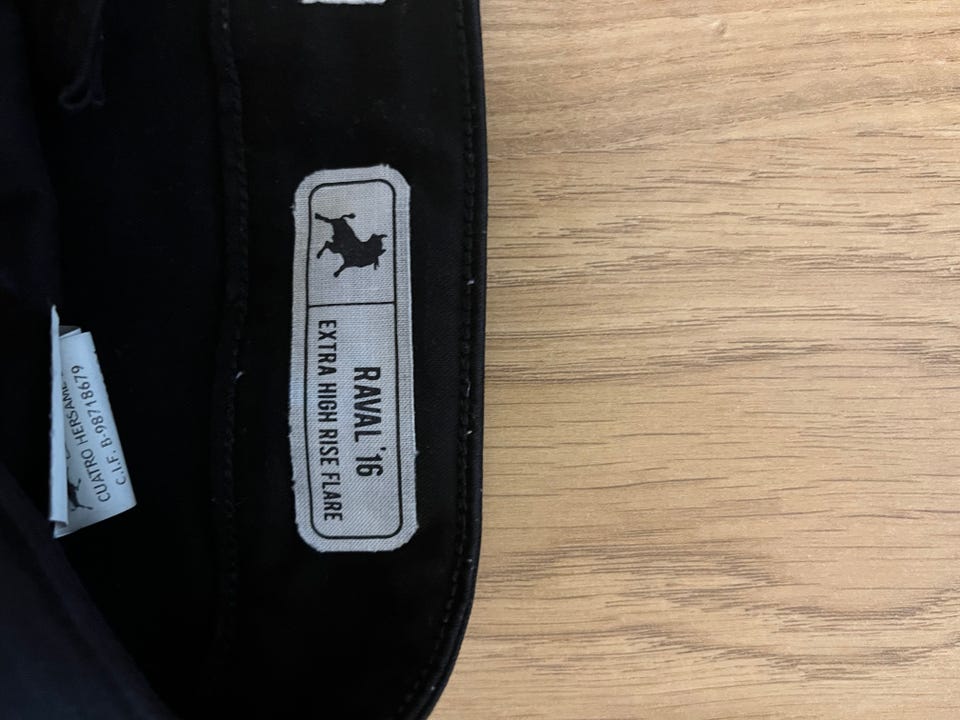 RAVAL '16
EXTRA HIGH RISE FLARE
CUATRO HERSAME
C.I.F. B-98718679